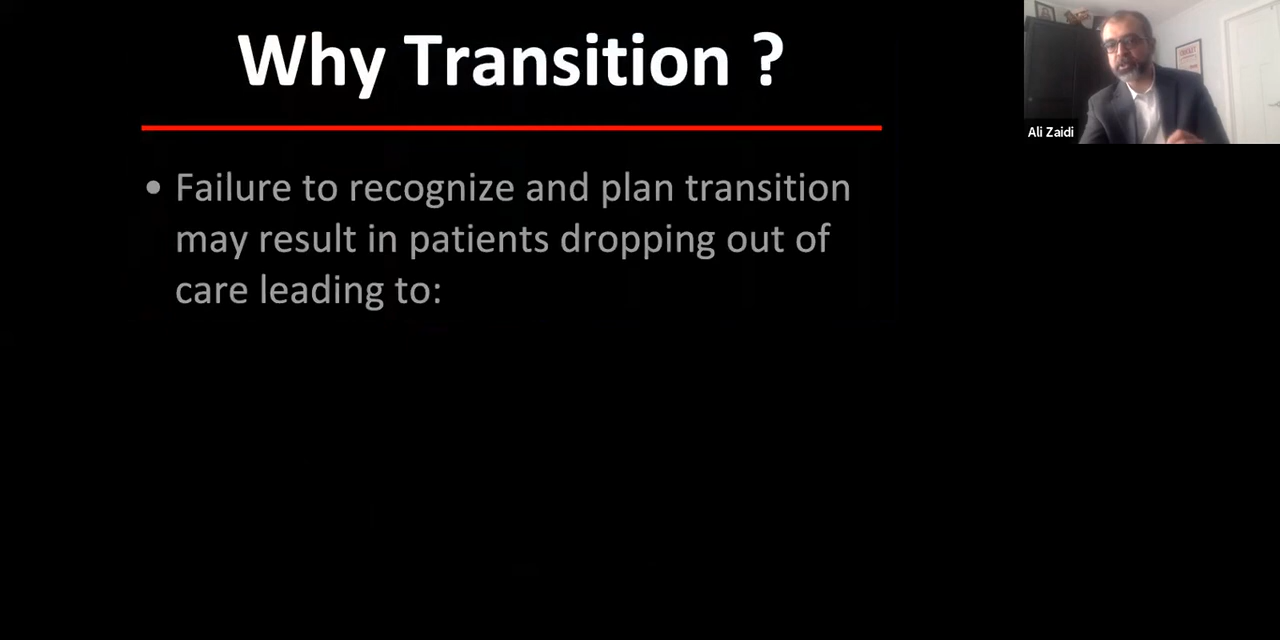 Why Transition ?
• Failure to recognize and plan transition
may result in patients dropping out of
care leading to:
Ali Zaidi